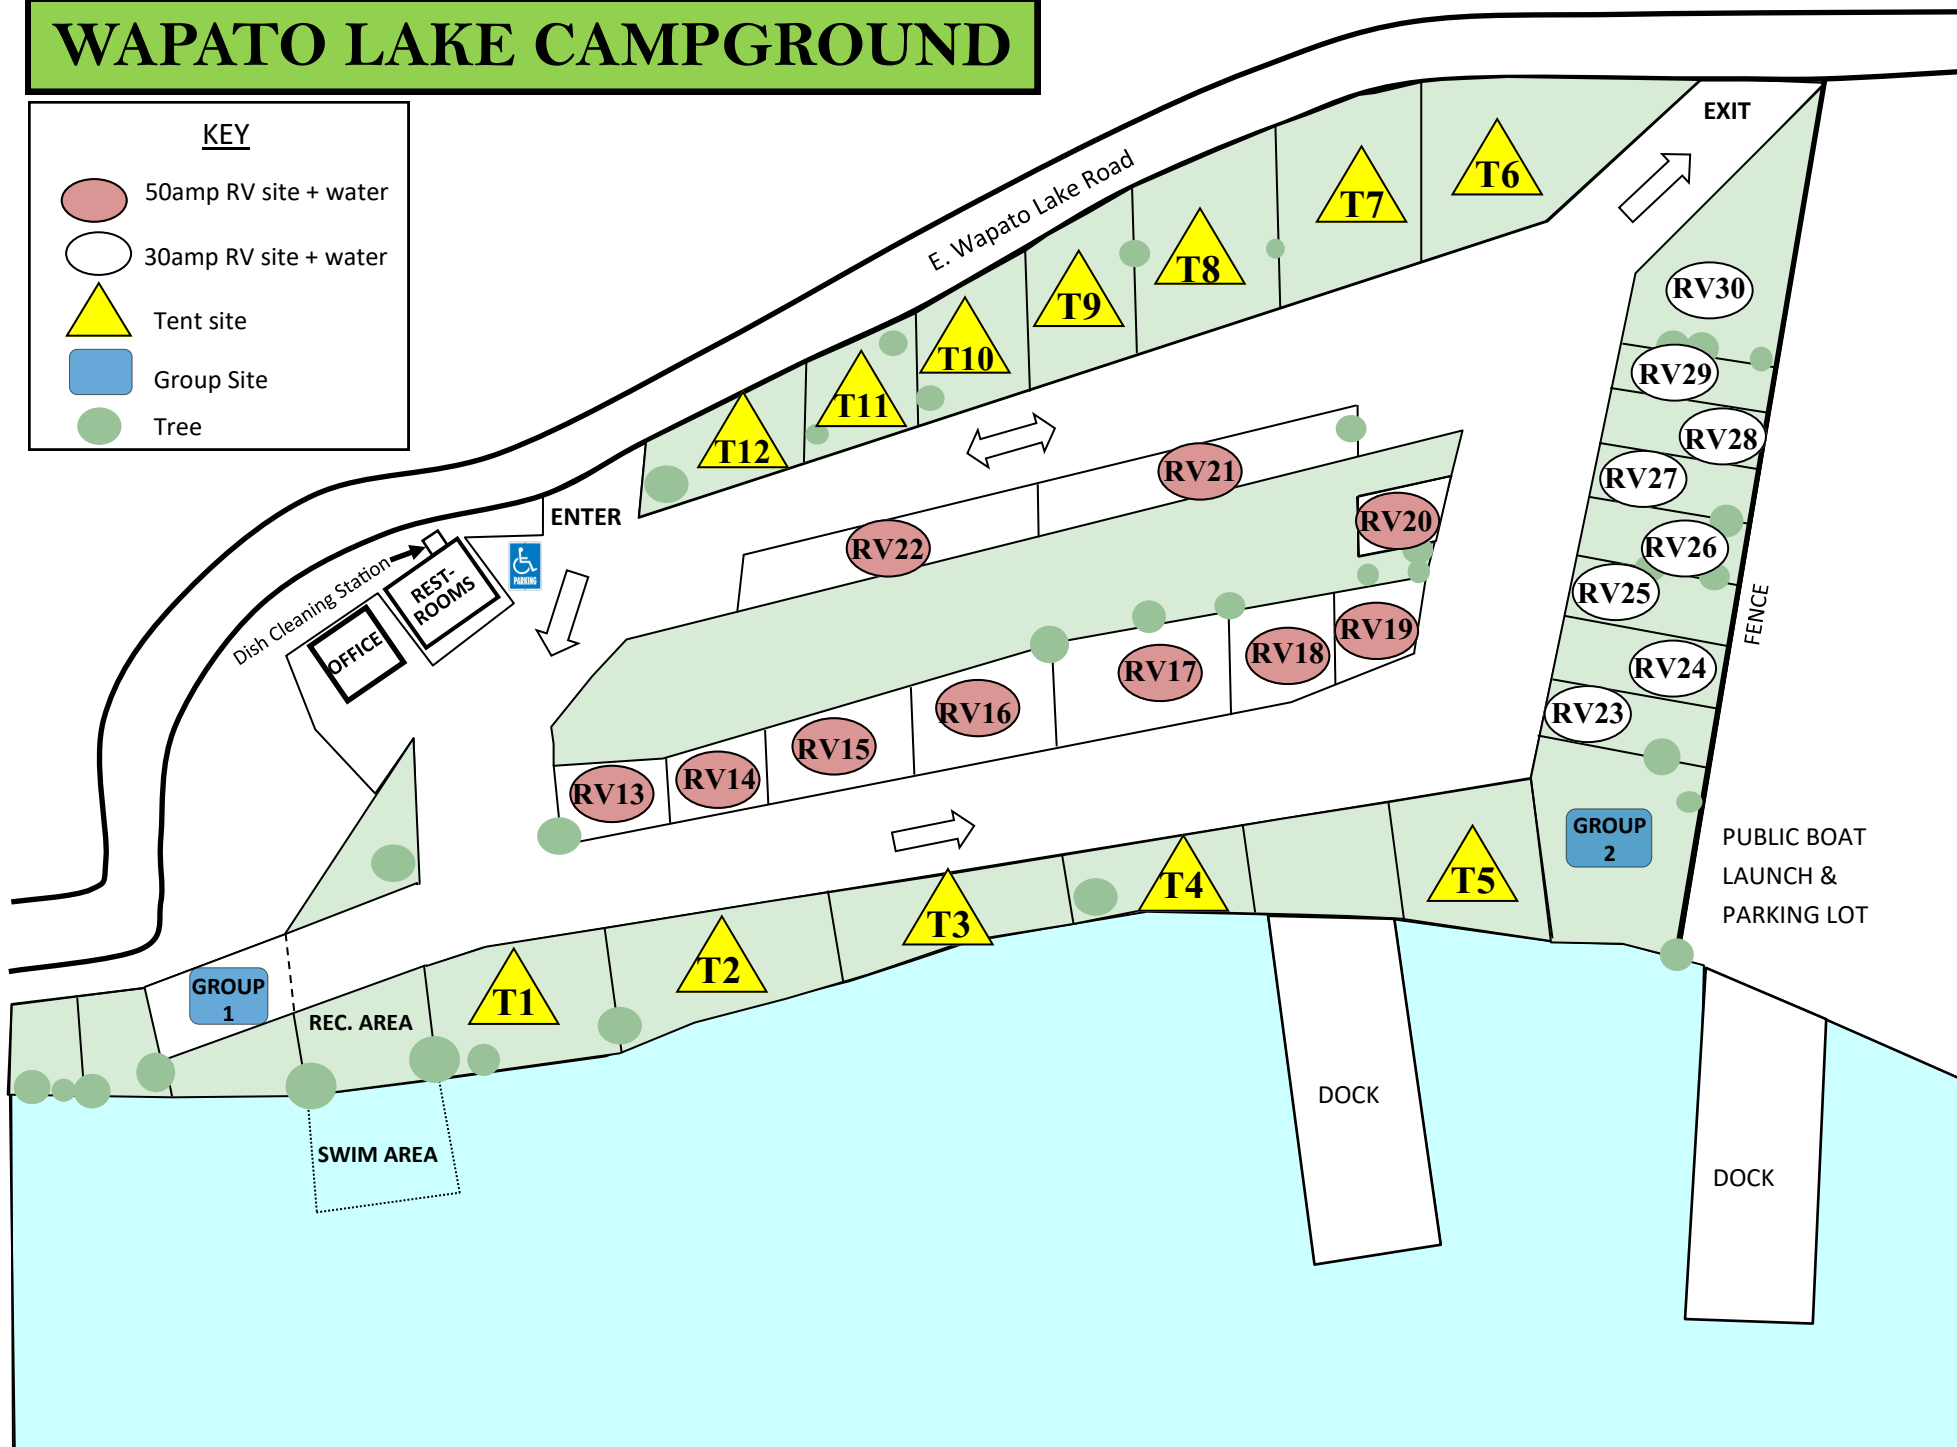 WAPATO LAKE CAMPGROUND
KEY
50amp RV site + water
30amp RV site + water
Tent site
Group Site
Tree
E. Wapato Lake Road
EXIT
T6
T7
T8
T9
T10
T11
T12
ENTER
PARKING
Dish Cleaning Station
REST-
ROOMS
OFFICE
RV21
RV22
RV20
RV19
RV18
RV17
RV16
RV15
RV14
RV13
RV30
RV29
RV28
RV27
RV26
RV25
RV24
RV23
FENCE
GROUP
2
PUBLIC BOAT
LAUNCH &
PARKING LOT
T5
T4
T3
T2
T1
GROUP
1
REC. AREA
SWIM AREA
DOCK
DOCK